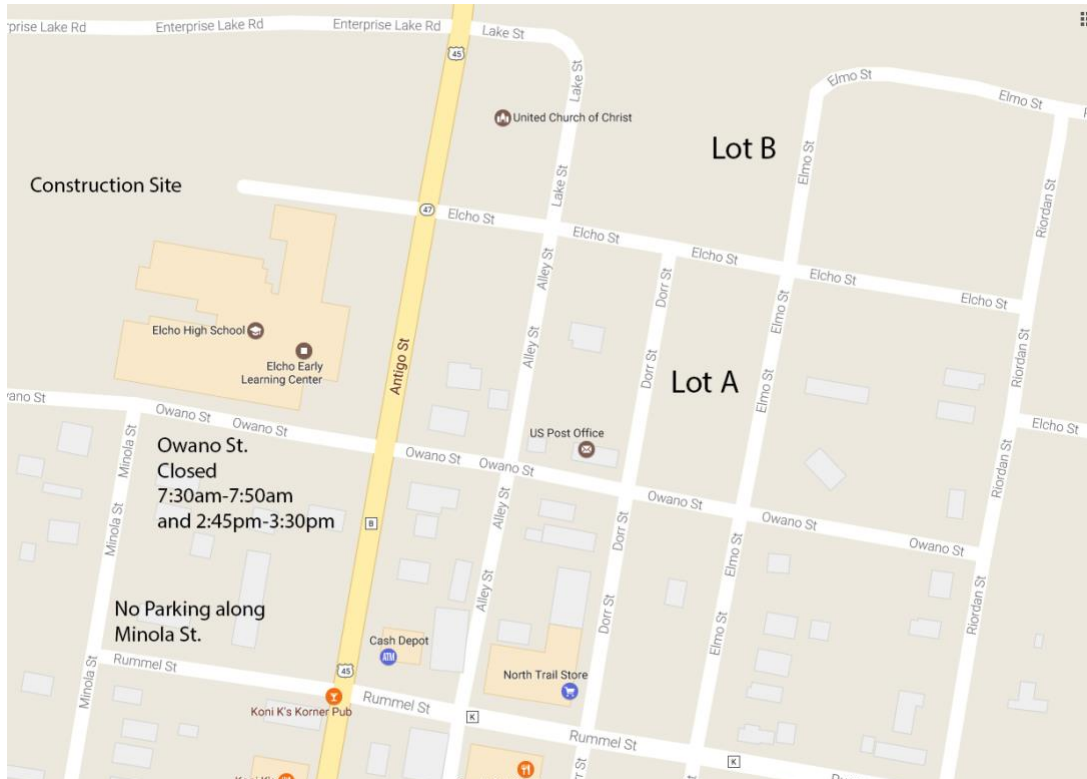 rprise Lake Rd
Enterprise Lake Rd
Enterprise Lake Rd
Lake St
45
Lake St
Elmo St
Elmo St
United Church of Christ
Lot B
Elmo St
Construction Site
Lake St
Riordan St
47
Elcho St
Elcho St
Elcho St
Elcho St
Elcho St
Alley St
Dorr St
Elmo St
Elcho High School
Elcho Early
Learning Center
Antigo St
Alley St
Dorr St
Lot A
Elmo St
Riordan St
vano St
Owano St
Owano St
Minola St
Owano St.
Closed
7:30am-7:50am
and 2:45pm-3:30pm
US Post Office
Elcho St
Owano St
Owano St
Owano St
Owano St
Owano St
Riordan St
Alley St
Dorr St
Elmo St
B
Minola St
Alley St
Dorr St
Elmo St
Riordan St
No Parking along
Minola St.
Cash Depot
ATM
Minola St
Rummel St
45
North Trail Store
Koni K's Korner Pub
Rummel St
K
Rummel St
K